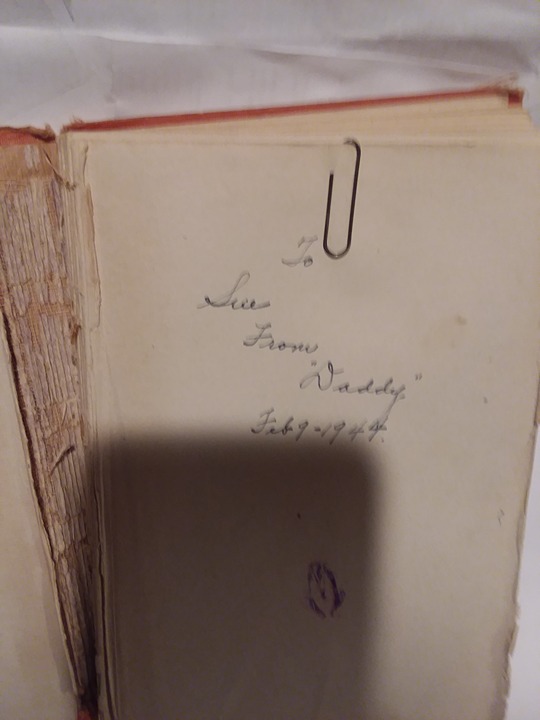 To
Sue
From
"Daddy"
Feb 9-1944.